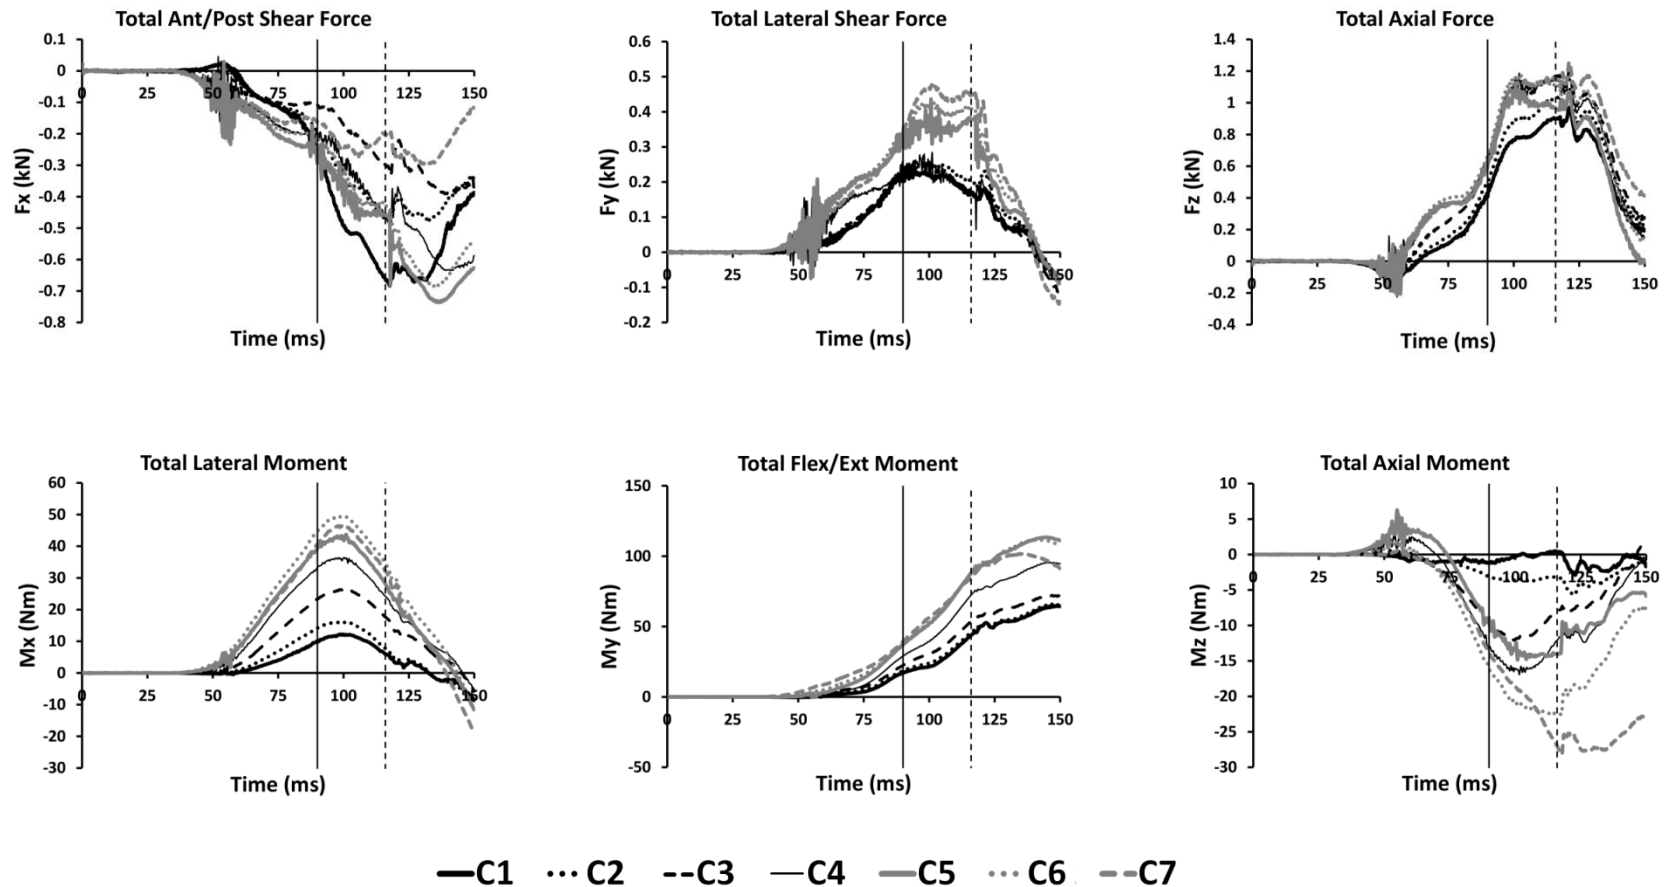 Total Ant/Post Shear Force
0.1
0
-0.1
-0.2
-0.3
-0.4
-0.5
-0.6
-0.7
-0.8
0 25 50 75 100 125 150
Fx (kN)
Time (ms)
Total Lateral Shear Force
0.6
0.5
0.4
0.3
0.2
0.1
0
-0.1
-0.2
0 25 50 75 100 125 150
Fy (kN)
Time (ms)
Total Axial Force
1.4
1.2
1
0.8
0.6
0.4
0.2
0
-0.2
-0.4
0 25 50 75 100 125 150
Fz (kN)
Time (ms)
Total Lateral Moment
60
50
40
30
20
10
0
-10
-20
-30
0 25 50 75 100 125 150
Mx (Nm)
Time (ms)
Total Flex/Ext Moment
150
100
50
0
-50
0 25 50 75 100 125 150
My (Nm)
Time (ms)
Total Axial Moment
10
5
0
-5
-10
-15
-20
-25
-30
0 25 50 75 100 125 150
Mz (Nm)
Time (ms)
C1 C2 C3 C4 C5 C6 C7